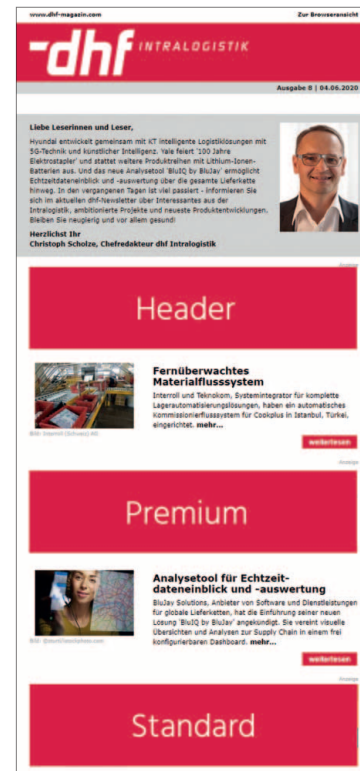 www.dhf-magazin.com
Zur Browseransicht
dhf INTRALOGISTIK
Ausgabe 8 | 04.06.2020
Liebe Leserinnen und Leser,
Hyundai entwickelt gemeinsam mit KT intelligente Logistiklösungen mit
5G-Technik und künstlicher Intelligenz. Yale feiert '100 Jahre
Elektrostapler' und stattet weitere Produktreihen mit Lithium-Ionen-
Batterien aus. Und das neue Analysetool 'BluIQ by BluJay' ermöglicht
Echtzeitdateneinblick und -auswertung über die gesamte Lieferkette
hinweg. In den vergangenen Tagen ist viel passiert - informieren Sie
sich im aktuellen dhf-Newsletter über Interessantes aus der
Intralogistik, ambitionierte Projekte und neueste Produktentwicklungen.
Bleiben Sie neugierig und vor allem gesund!
Herzlichst Ihr
Christoph Scholze, Chefredakteur dhf Intralogistik
Anzeige
Header
Fernüberwachtes
Materialflusssystem
Interroll und Teknokom, Systemintegrator für komplette
Lagerautomatisierungslösungen, haben ein automatisches
Kommissionierflusssystem für Cookplus in Istanbul, Türkei,
eingerichtet. mehr...
Bild: Interroll (Schweiz) AG
weiterlesen
Anzeige
Premium
Analysetool für Echtzeit-
dateneinblick und -auswertung
BluJay Solutions, Anbieter von Software und Dienstleistungen
für globale Lieferketten, hat die Einführung seiner neuen
Lösung 'BluIQ by BluJay' angekündigt. Sie vereint visuelle
Übersichten und Analysen zur Supply Chain in einem frei
konfigurierbaren Dashboard. mehr...
weiterlesen
Anzeige
Standard